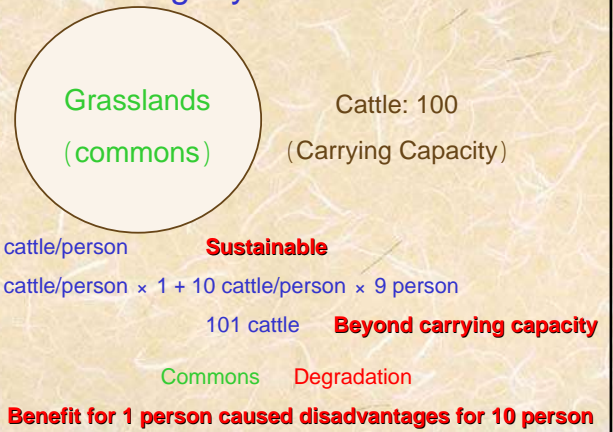 Grasslands
Cattle: 100
(commons)
(Carrying Capacity)
cattle/person Sustainable
cattle/person × 1 + 10 cattle/person × 9 person
101 cattle Beyond carrying capacity
Commons Degradation
Benefit for 1 person caused disadvantages for 10 person